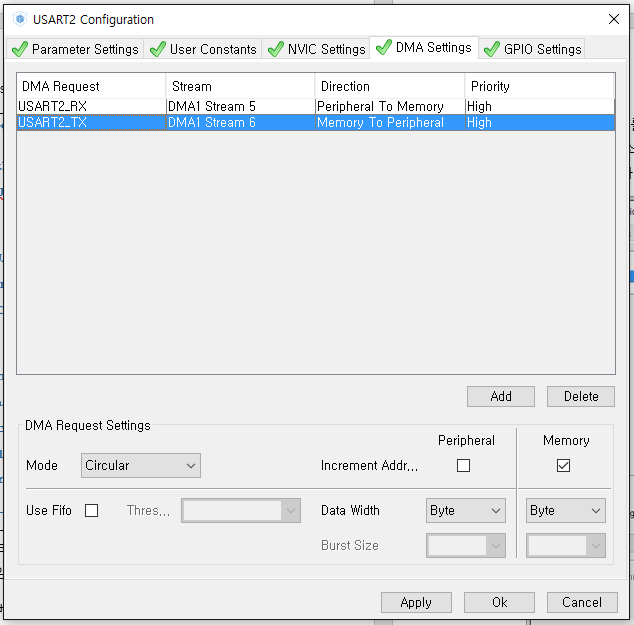 USART2 Configuration
Parameter Settings User Constants NVIC Settings DMA Settings GPIO Settings
DMA Request Stream Direction Priority
USART2_RX DMA1 Stream 5 Peripheral To Memory High
USART2_TX DMA1 Stream 6 Memory To Peripheral High
Add Delete
DMA Request Settings
Peripheral Memory
Mode Circular Increment Addr...
Use Fifo Thres... Data Width Byte Byte
Burst Size
Apply Ok Cancel